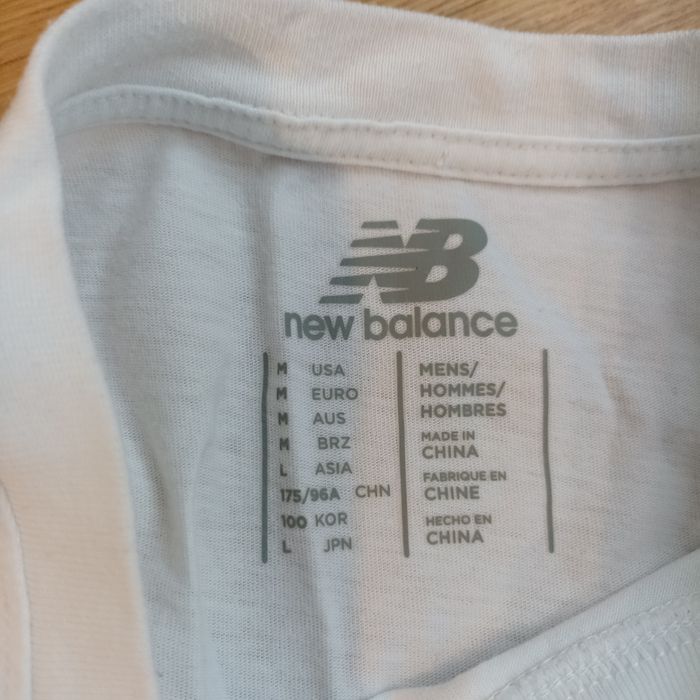 NB
new balance
M USA
M EURO
M AUS
M BRZ
L ASIA
175/96A CHN
100 KOR
L JPN
MENS/
HOMMES/
HOMBRES
MADE IN
CHINA
FABRIQUE EN
CHINE
HECHO EN
CHINA